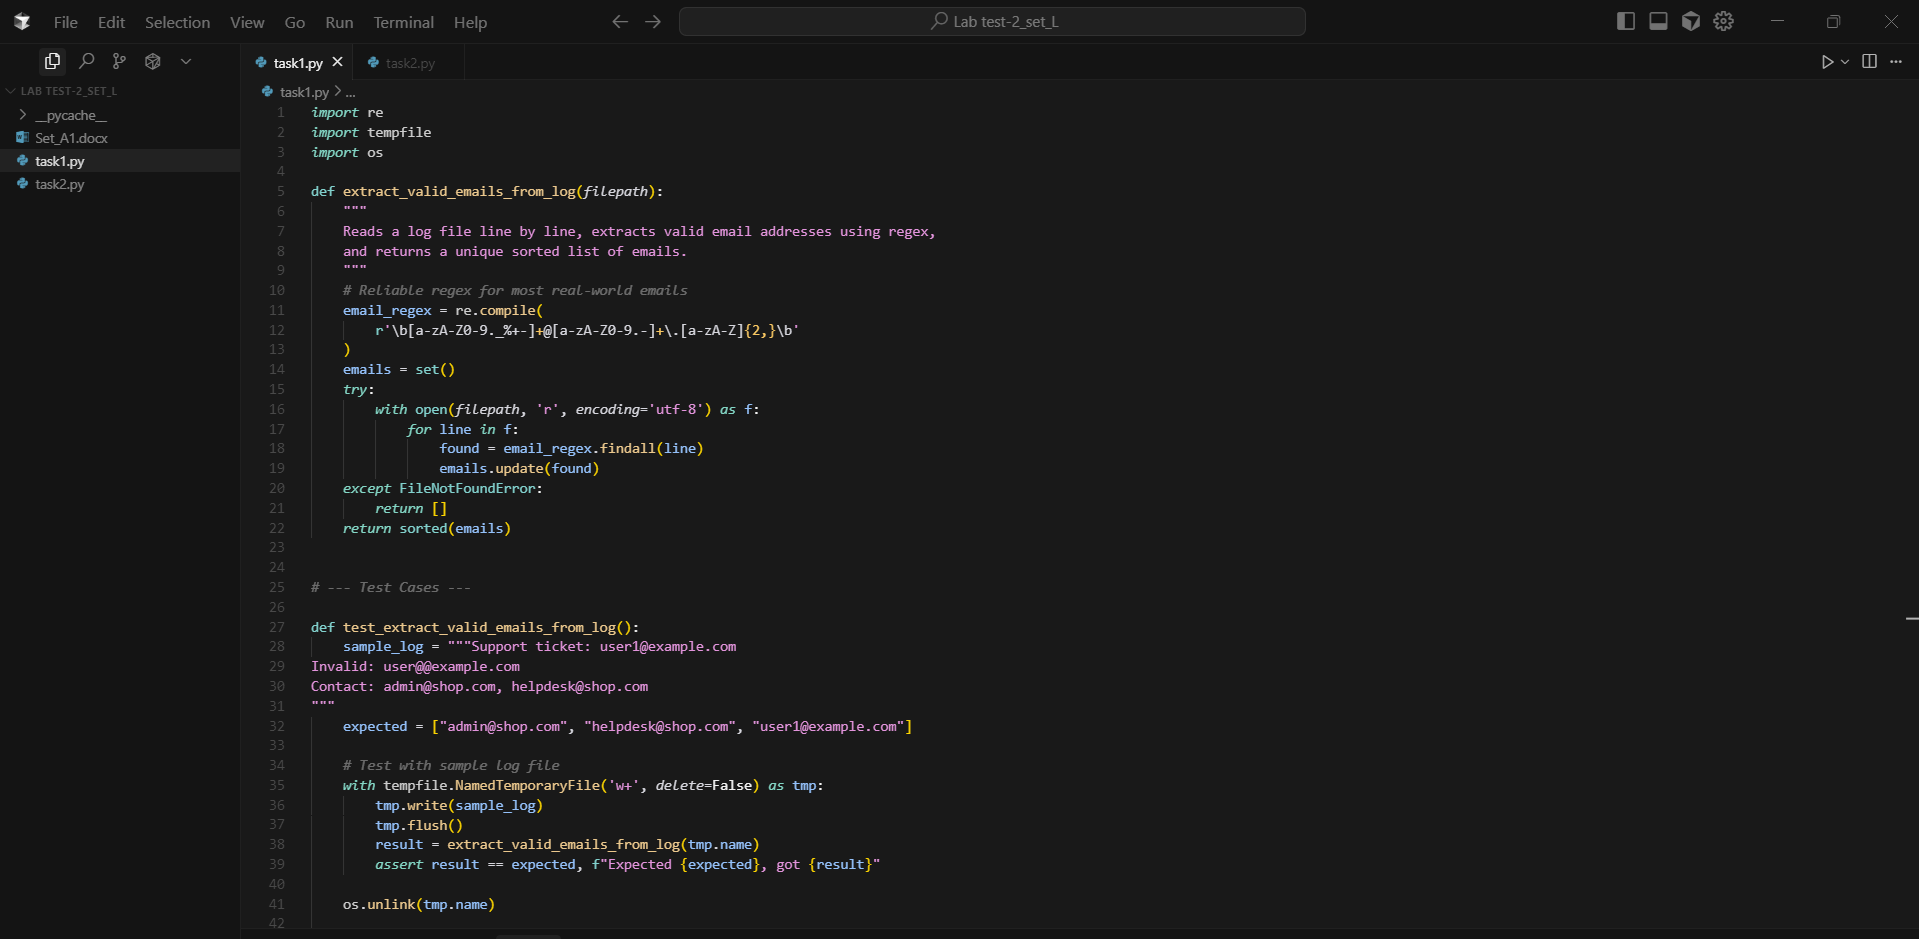 File Edit Selection View Go Run Terminal Help
Lab test-2_set_L
task1.py
task2.py
LAB TEST-2_SET_L
__pycache__
Set_A1.docx
task1.py
task2.py
task1.py > ...
1 import re
2 import tempfile
3 import os
4
5 def extract_valid_emails_from_log(filepath):
6     """
7     Reads a log file line by line, extracts valid email addresses using regex,
8     and returns a unique sorted list of emails.
9     """
10     # Reliable regex for most real-world emails
11     email_regex = re.compile(
12         r'\b[a-zA-Z0-9._%+-]+@[a-zA-Z0-9.-]+\.[a-zA-Z]{2,}\b'
13     )
14     emails = set()
15     try:
16         with open(filepath, 'r', encoding='utf-8') as f:
17             for line in f:
18                 found = email_regex.findall(line)
19                 emails.update(found)
20     except FileNotFoundError:
21         return []
22     return sorted(emails)
23
24
25 # --- Test Cases ---
26
27 def test_extract_valid_emails_from_log():
28     sample_log = """Support ticket: user1@example.com
29 Invalid: user@@example.com
30 Contact: admin@shop.com, helpdesk@shop.com
31 """
32     expected = ["admin@shop.com", "helpdesk@shop.com", "user1@example.com"]
33
34     # Test with sample log file
35     with tempfile.NamedTemporaryFile('w+', delete=False) as tmp:
36         tmp.write(sample_log)
37         tmp.flush()
38         result = extract_valid_emails_from_log(tmp.name)
39         assert result == expected, f"Expected {expected}, got {result}"
40
41     os.unlink(tmp.name)
42